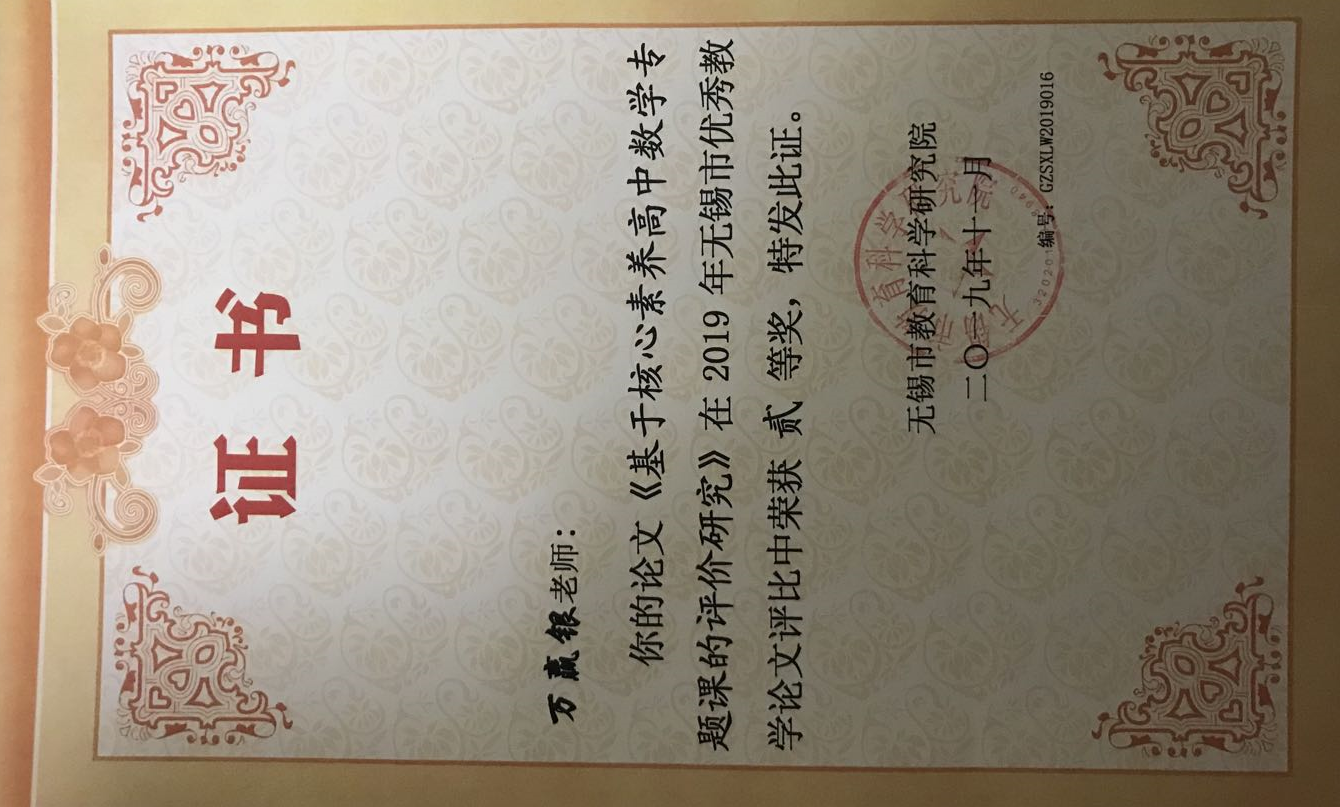 证书
万赢银老师：
你的论文《基于核心素养高中数学专
题课的评价研究》在 2019 年无锡市优秀教
学论文评比中荣获 贰 等奖，特发此证。
无锡市教育科学研究院
二〇一九年十一月
编号：GZSXLW2019016